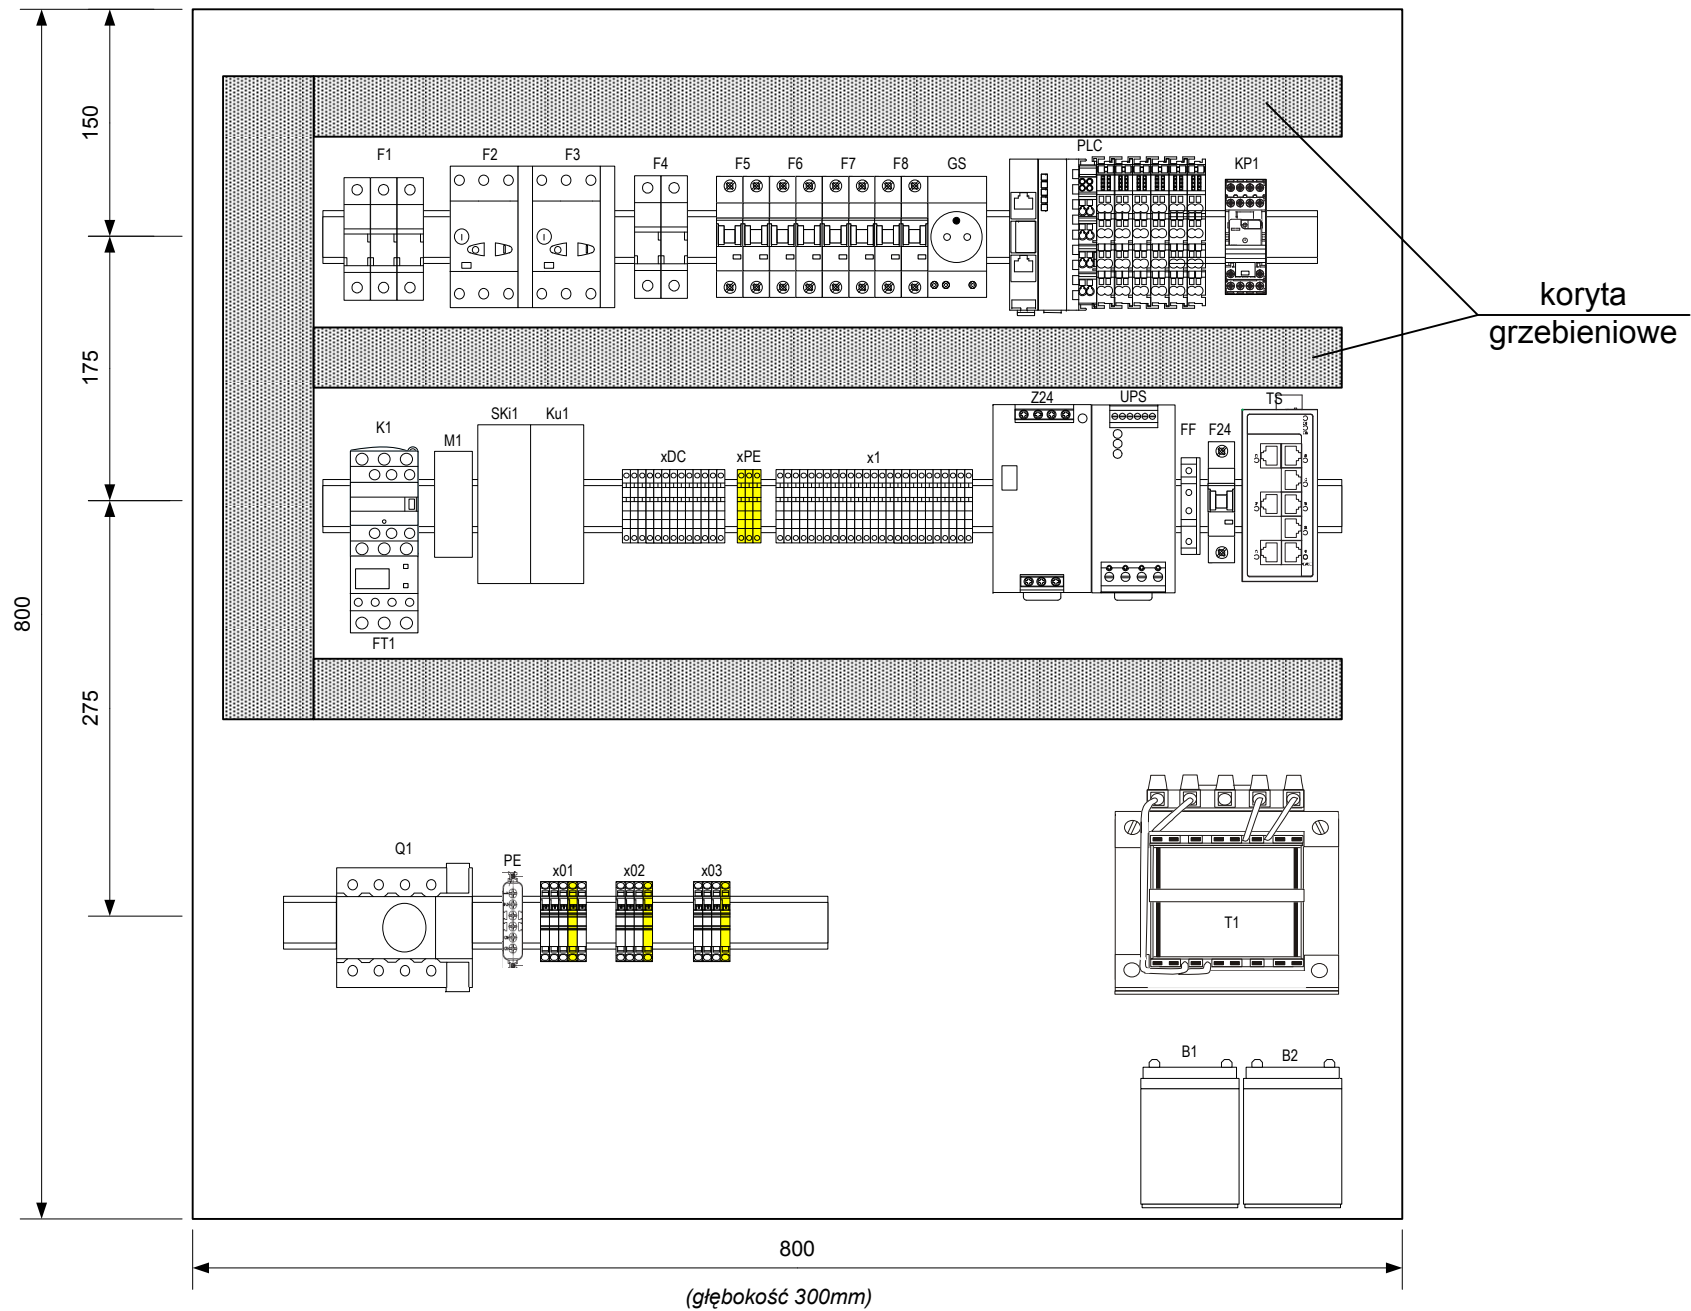 150
F1
F2
F3
F4
F5
F6
F7
F8
GS
PLC
KP1
koryta
grzebieniowe
175
K1
M1
SKi1
Ku1
xDC
xPE
x1
Z24
UPS
FF
F24
TS
FT1
800
275
Q1
PE
x01
x02
x03
T1
B1
B2
800
(głębokość 300mm)